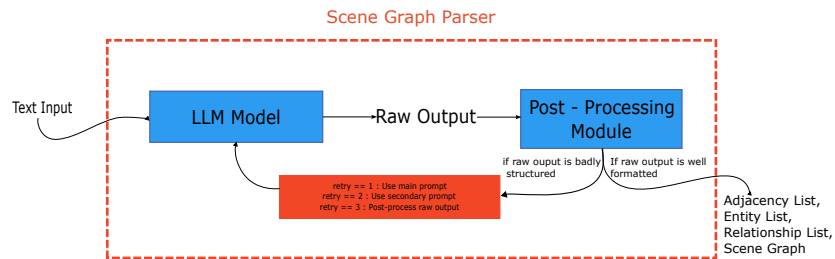 Scene Graph Parser
Text Input
LLM Model
Raw Output
Post - Processing
Module
if raw ouput is badly
structured
If raw output is well
formatted
retry == 1 : Use main prompt
retry == 2 : Use secondary prompt
retry == 3 : Post-process raw output
Adjacency List,
Entity List,
Relationship List,
Scene Graph